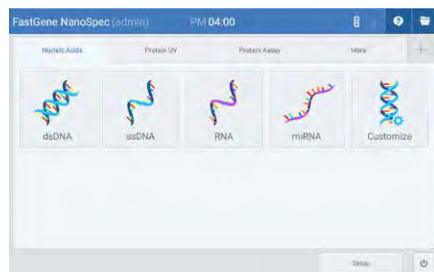 FastGene NanoSpec (admin) PM 04:00
Nucleic Acids Protein UV Protein Assay More
dsDNA ssDNA RNA miRNA Customize
Setup